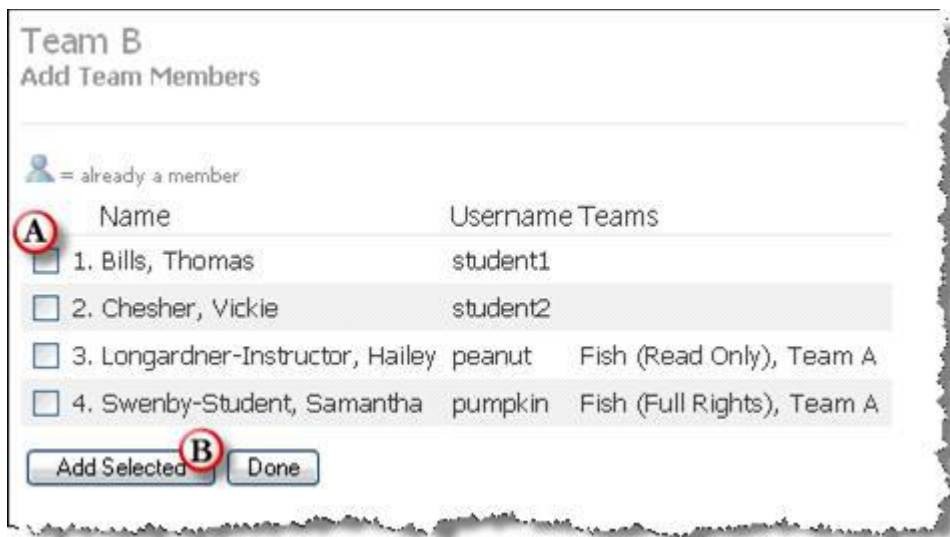 Team B
Add Team Members
= already a member
Name Username Teams
A
1. Bills, Thomas student1
2. Chesher, Vickie student2
3. Longardner-Instructor, Hailey peanut Fish (Read Only), Team A
4. Swenby-Student, Samantha pumpkin Fish (Full Rights), Team A
Add Selected B Done